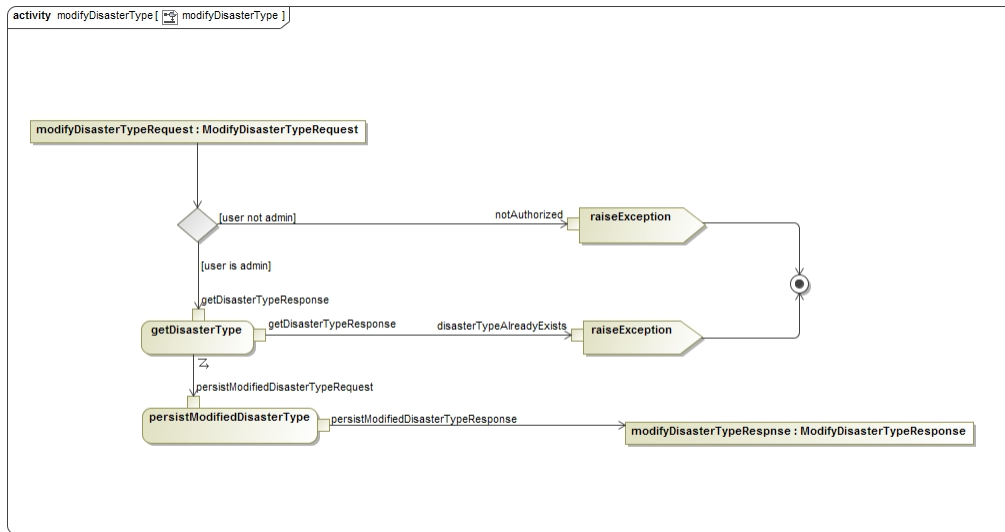 activity modifyDisasterType [ modifyDisasterType ]
modifyDisasterTypeRequest : ModifyDisasterTypeRequest
[user not admin]
notAuthorized
raiseException
[user is admin]
getDisasterTypeResponse
getDisasterType
getDisasterTypeResponse
disasterTypeAlreadyExists
raiseException
persistModifiedDisasterTypeRequest
persistModifiedDisasterType
persistModifiedDisasterTypeResponse
modifyDisasterTypeRespnse : ModifyDisasterTypeResponse